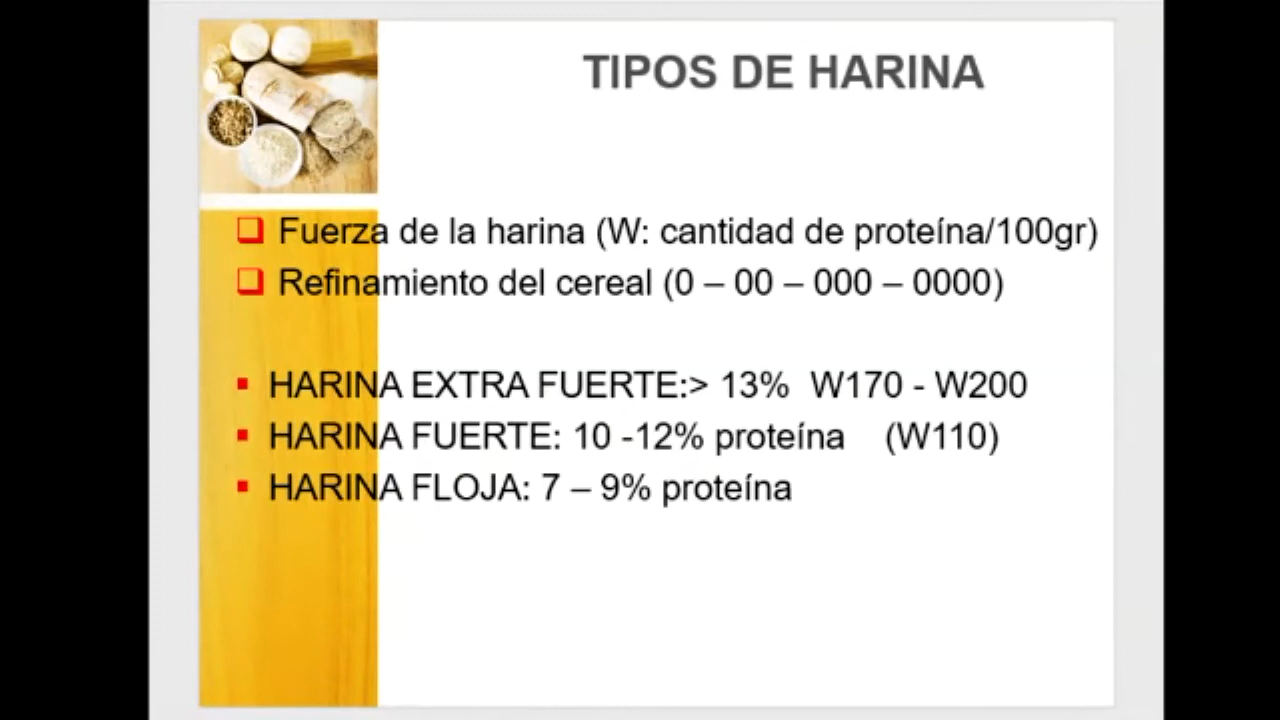 TIPOS DE HARINA
Fuerza de la harina (W: cantidad de proteína/100gr)
Refinamiento del cereal (0 – 00 – 000 – 0000)
HARINA EXTRA FUERTE:> 13% W170 - W200
HARINA FUERTE: 10 -12% proteína (W110)
HARINA FLOJA: 7 – 9% proteína